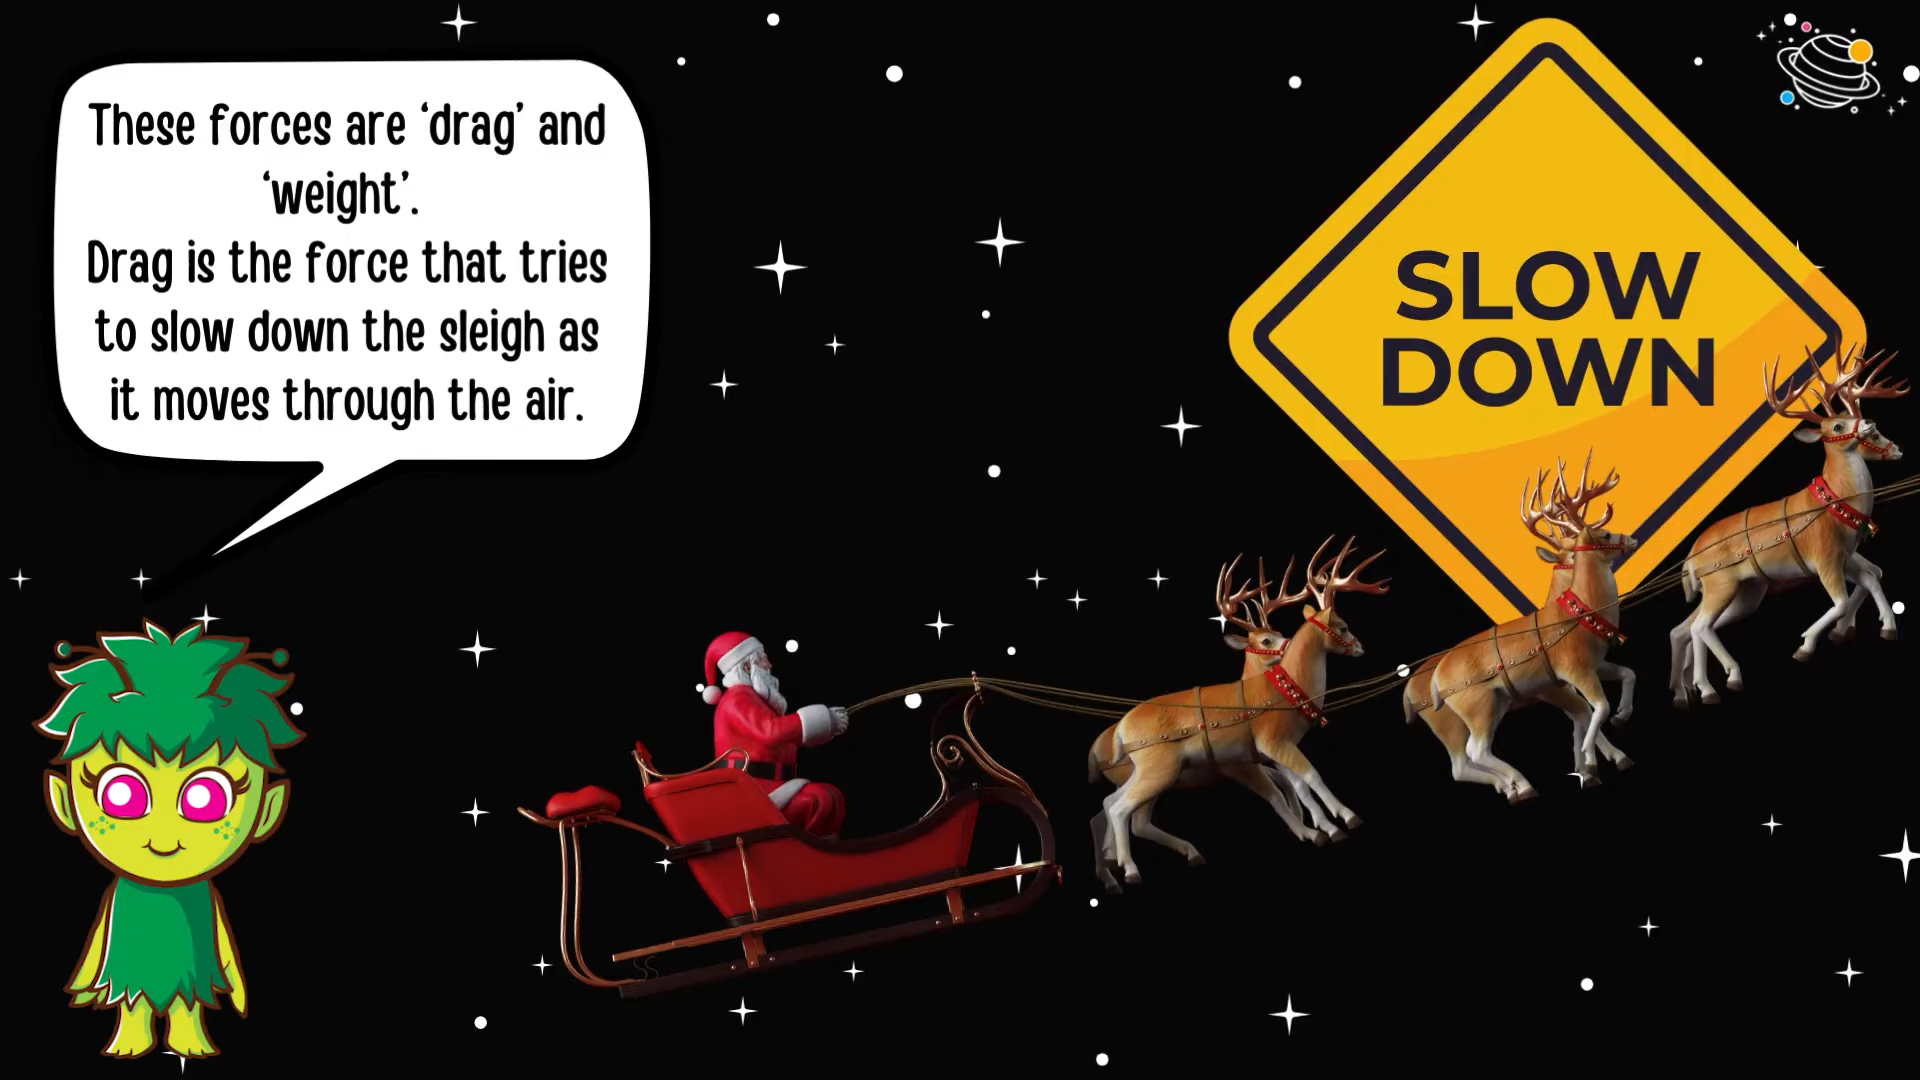 These forces are ‘drag’ and
‘weight’.
Drag is the force that tries
to slow down the sleigh as
it moves through the air.
SLOW
DOWN